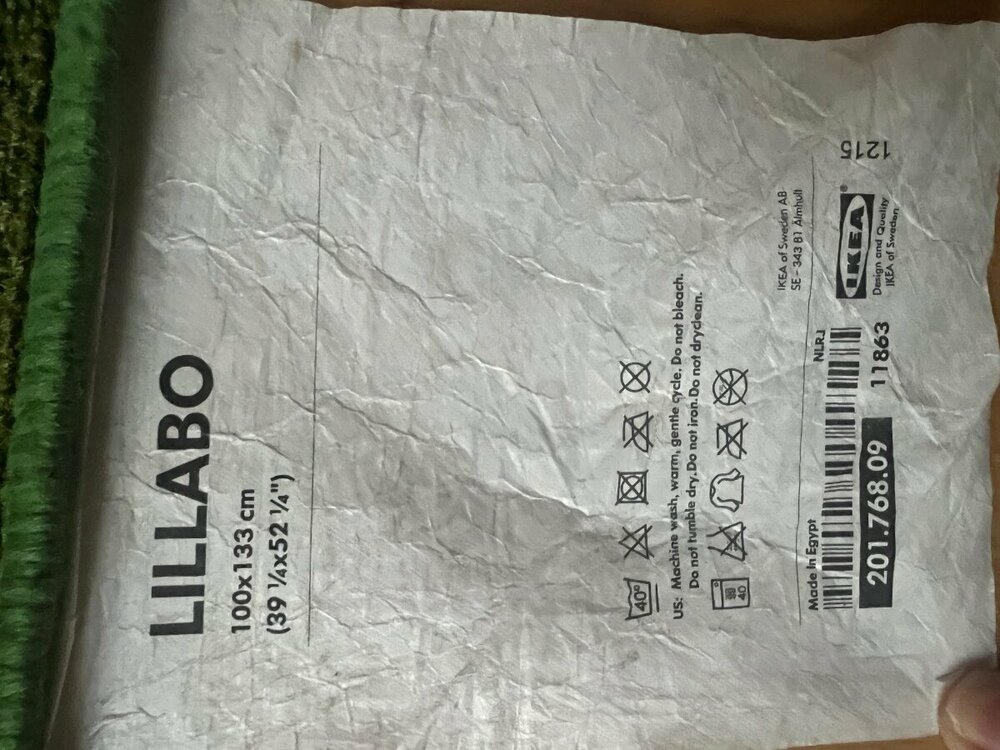 LILLABO
100x133 cm
(39 ¼x52 ¼")
40°
US: Machine wash, warm, gentle cycle. Do not bleach.
Do not tumble dry. Do not iron. Do not dryclean.
40
IKEA of Sweden AB
SE - 343 81 Älmhult
Made in Egypt
NLRJ
201.768.09
11863
IKEA®
Design and Quality
IKEA of Sweden
1215